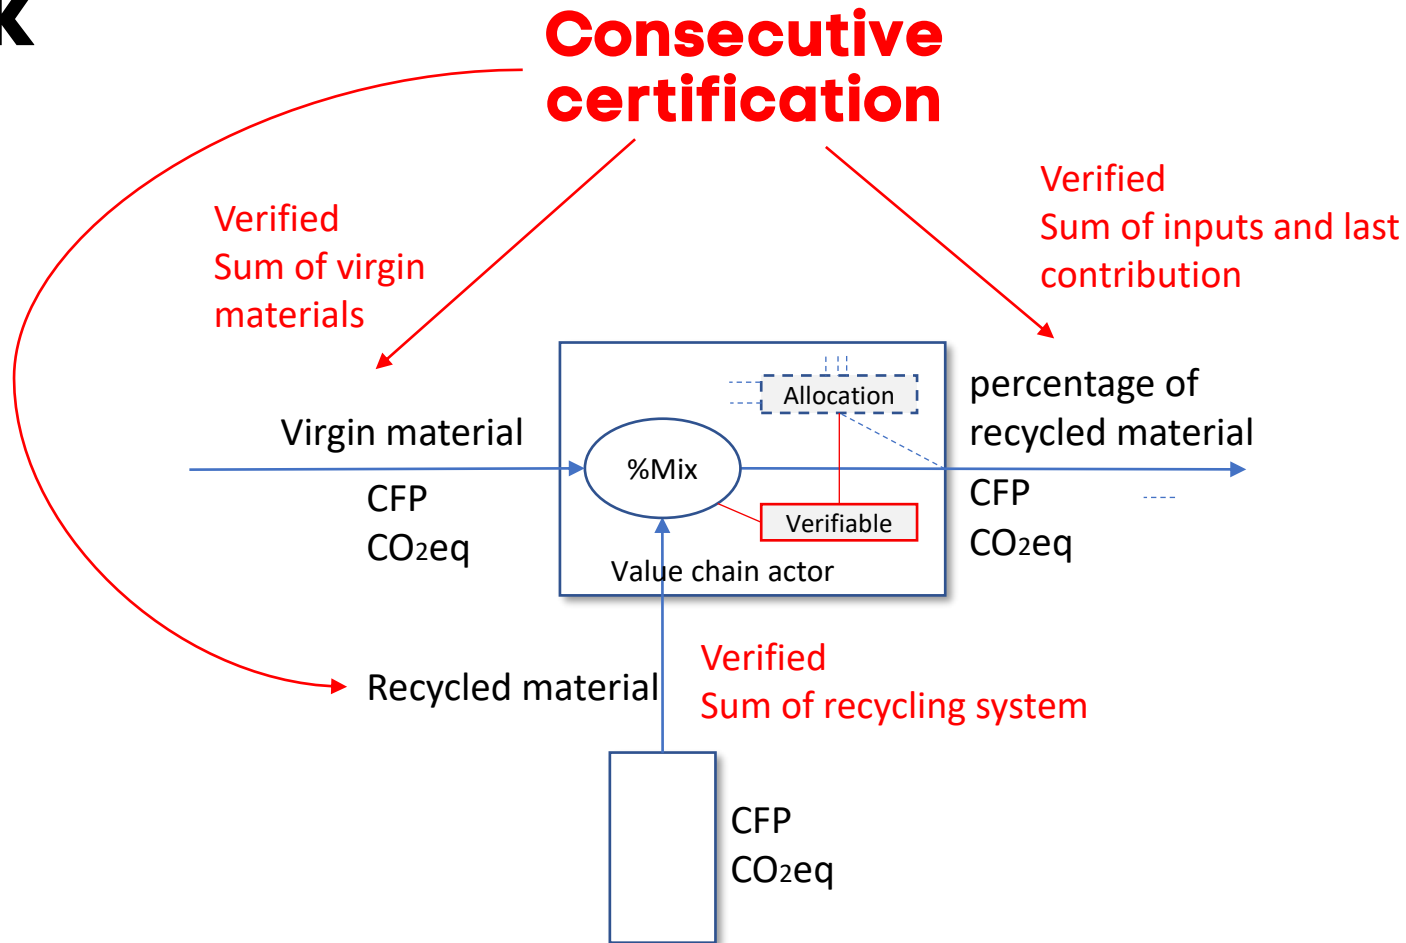 k
Consecutive
certification
Verified
Sum of virgin
materials
Verified
Sum of inputs and last
contribution
Virgin material
CFP
CO2eq
%Mix
Allocation
Verifiable
Value chain actor
percentage of
recycled material
CFP
CO2eq
Recycled material
Verified
Sum of recycling system
CFP
CO2eq